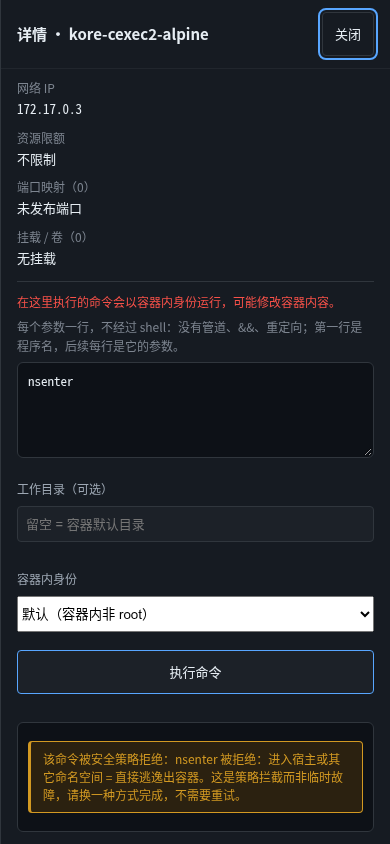 详情 · kore-cexec2-alpine
关闭
网络 IP
172.17.0.3
资源限额
不限制
端口映射（0）
未发布端口
挂载 / 卷（0）
无挂载
在这里执行的命令会以容器内身份运行，可能修改容器内容。
每个参数一行，不经过 shell：没有管道、&&、重定向；第一行是
程序名，后续每行是它的参数。
nsenter
工作目录（可选）
留空 = 容器默认目录
容器内身份
默认（容器内非 root）
执行命令
该命令被安全策略拒绝：nsenter 被拒绝：进入宿主或其
它命名空间 = 直接逃逸出容器。这是策略拦截而非临时故
障，请换一种方式完成，不需要重试。